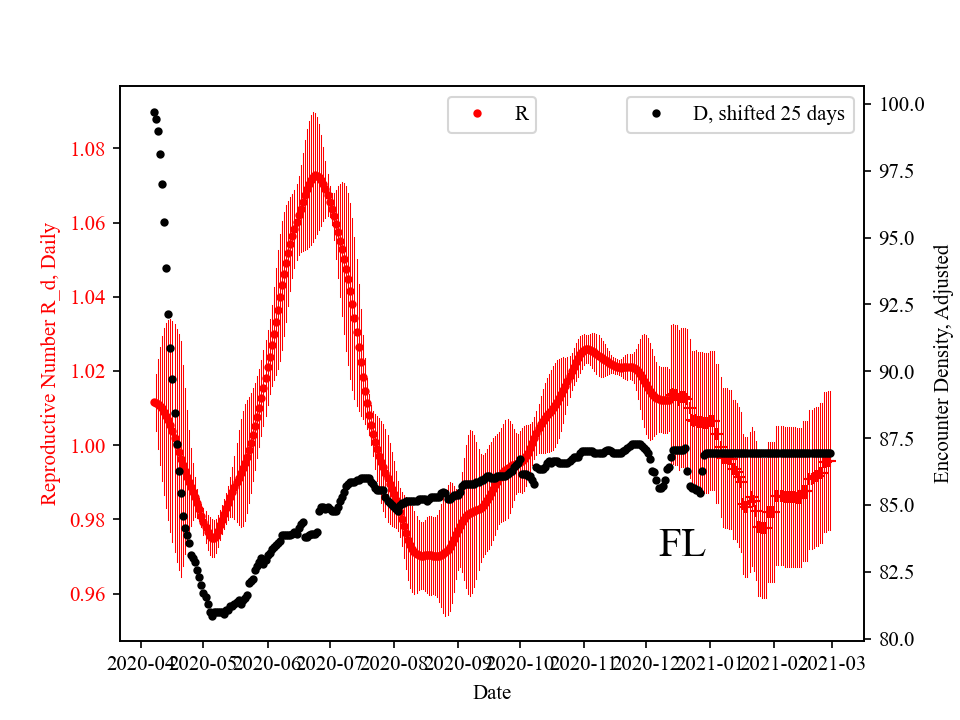 R
D, shifted 25 days
Reproductive Number R_d, Daily
1.08
1.06
1.04
1.02
1.00
0.98
0.96
100.0
97.5
95.0
92.5
90.0
87.5
85.0
82.5
80.0
Encounter Density, Adjusted
FL
2020-04 2020-05 2020-06 2020-07 2020-08 2020-09 2020-10 2020-11 2020-12 2021-01 2021-02 2021-03
Date